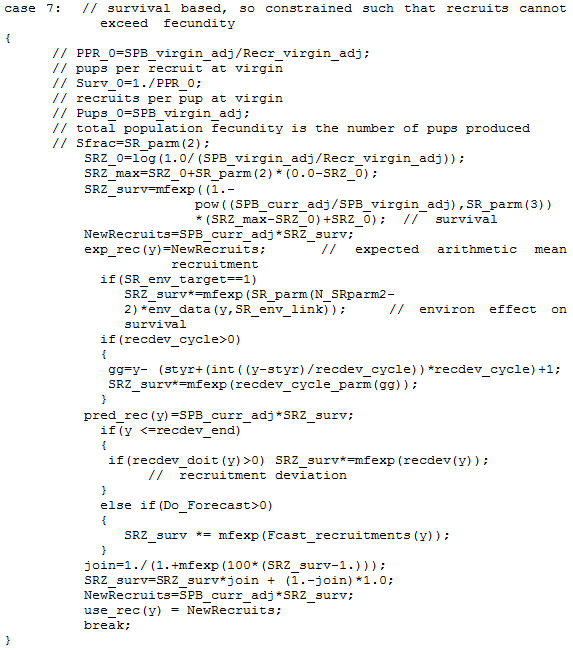 case 7:  // survival based, so constrained such that recruits cannot
exceed fecundity
{
// PPR_0=SPB_virgin_adj/Recr_virgin_adj;
// pups per recruit at virgin
// Surv_0=1./PPR_0;
// recruits per pup at virgin
// Pups_0=SPB_virgin_adj;
// total population fecundity is the number of pups produced
// Sfrac=SR_parm(2);
SRZ_0=log(1.0/(SPB_virgin_adj/Recr_virgin_adj));
SRZ_max=SRZ_0+SR_parm(2)*(0.0-SRZ_0);
SRZ_surv=mfexp((1.-
pow((SPB_curr_adj/SPB_virgin_adj),SR_parm(3))
*(SRZ_max-SRZ_0)+SRZ_0);  // survival
NewRecruits=SPB_curr_adj*SRZ_surv;
exp_rec(y)=NewRecruits;  // expected arithmetic mean
recruitment
if(SR_env_target==1)
SRZ_surv*=mfexp(SR_parm(N_SRparm2-
2)*env_data(y,SR_env_link));  // environ effect on
survival
if(recdev_cycle>0)
{
gg=y- (styr+(int((y-styr)/recdev_cycle))*recdev_cycle)+1;
SRZ_surv*=mfexp(recdev_cycle_parm(gg));
}
pred_rec(y)=SPB_curr_adj*SRZ_surv;
if(y <=recdev_end)
{
if(recdev_doit(y)>0) SRZ_surv*=mfexp(recdev(y));
// recruitment deviation
}
else if(Do_Forecast>0)
{
SRZ_surv *= mfexp(Fcast_recruitments(y));
}
join=1./(1.+mfexp(100*(SRZ_surv-1.)));
SRZ_surv=SRZ_surv*join + (1.-join)*1.0;
NewRecruits=SPB_curr_adj*SRZ_surv;
use_rec(y) = NewRecruits;
break;
}